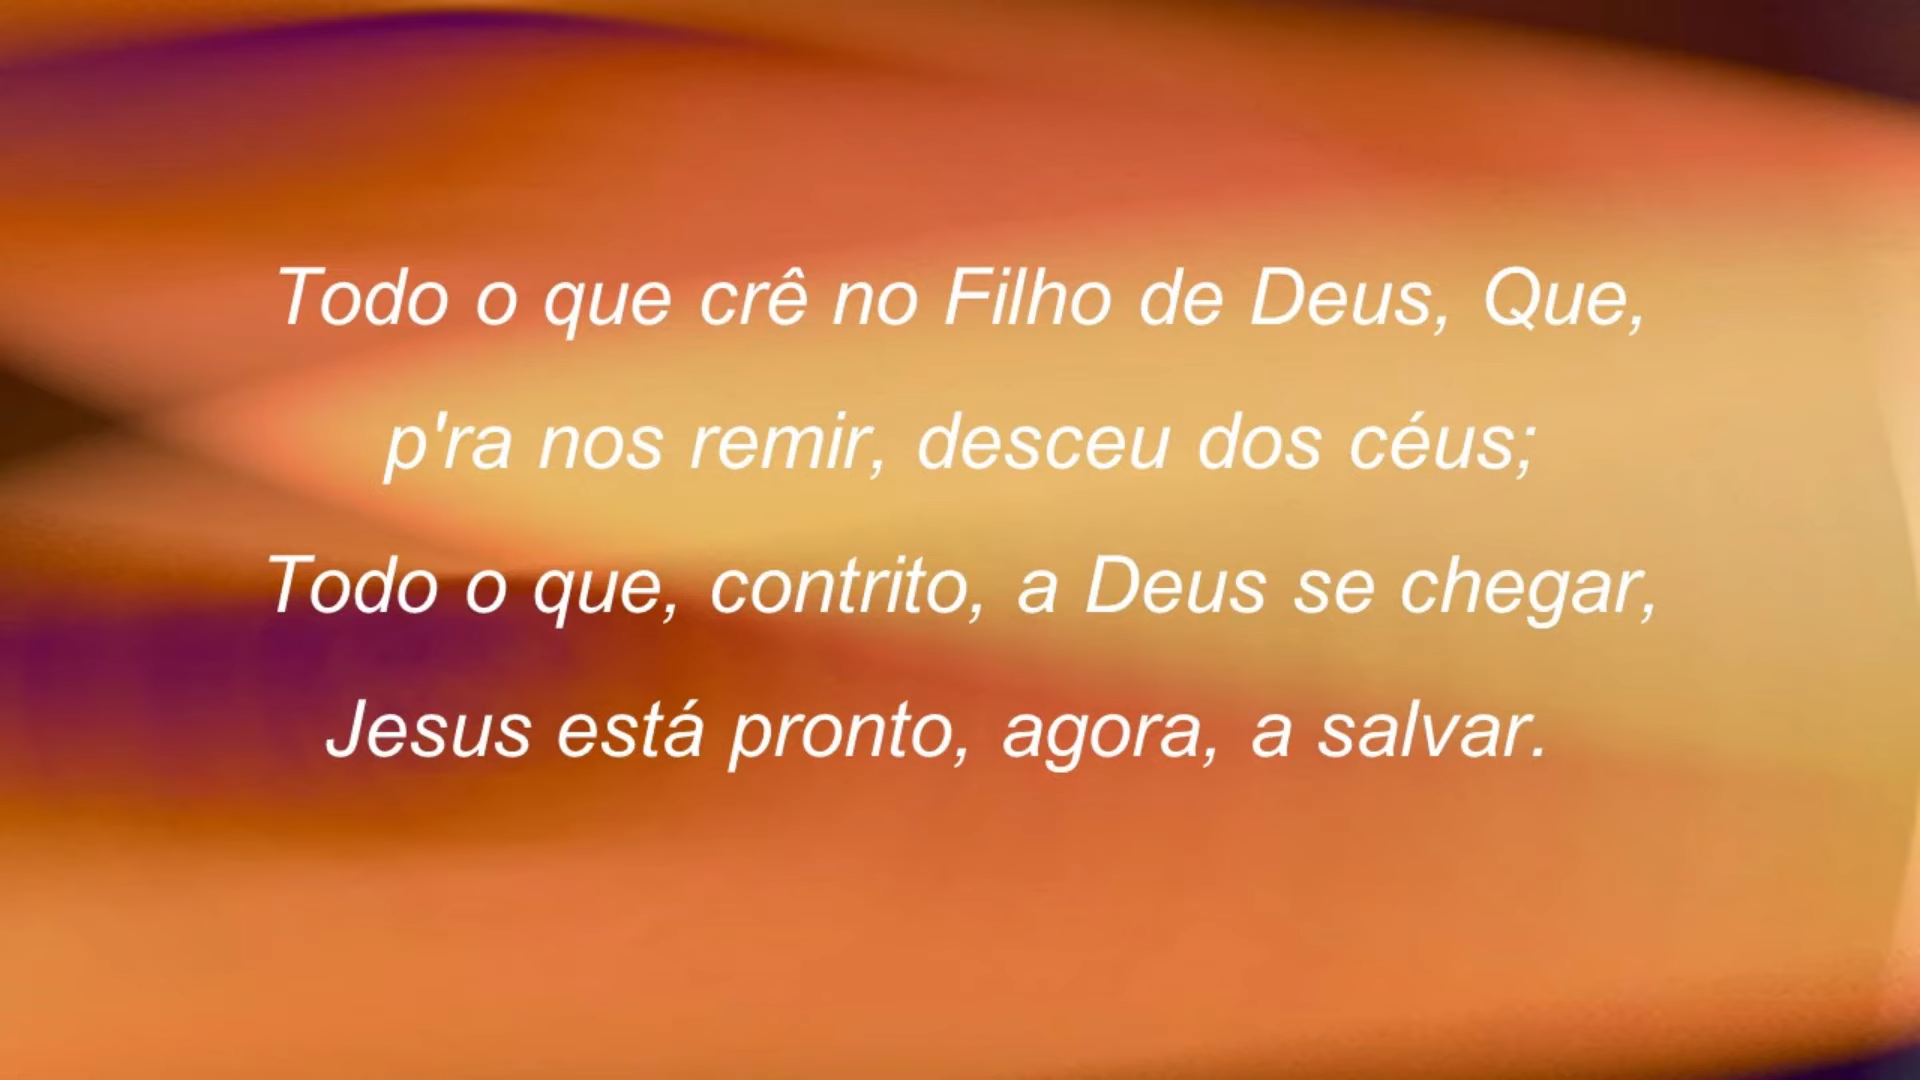 Todo o que crê no Filho de Deus, Que,
p'ra nos remir, desceu dos céus;
Todo o que, contrito, a Deus se chegar,
Jesus está pronto, agora, a salvar.